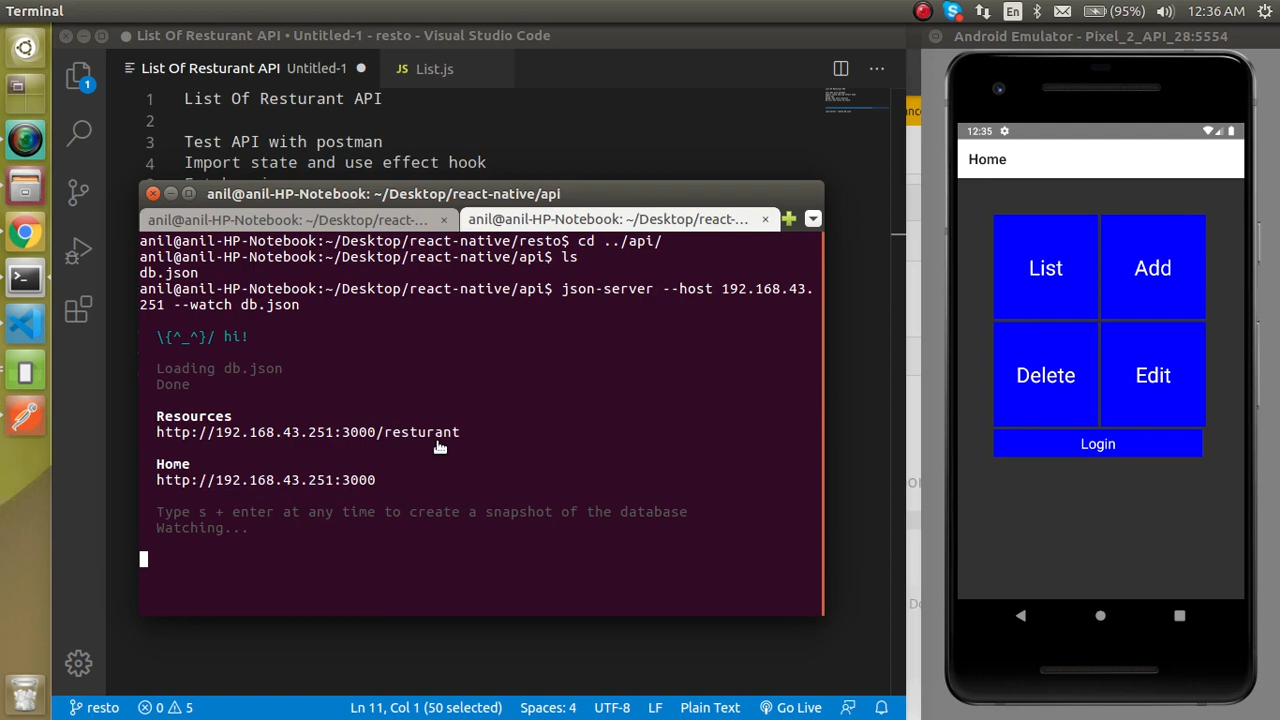 Terminal
En
(95%)
12:36 AM
List Of Resturant API • Untitled-1 - resto - Visual Studio Code
Android Emulator - Pixel_2_API_28:5554
List Of Resturant API Untitled-1
JS List.js
1
1 List Of Resturant API
2
3 Test API with postman
4 Import state and use effect hook
anil@anil-HP-Notebook: ~/Desktop/react-native/api
anil@anil-HP-Notebook: ~/Desktop/react-...
anil@anil-HP-Notebook: ~/Desktop/react-...
anil@anil-HP-Notebook:~/Desktop/react-native/resto$ cd ../api/
anil@anil-HP-Notebook:~/Desktop/react-native/api$ ls
db.json
anil@anil-HP-Notebook:~/Desktop/react-native/api$ json-server --host 192.168.43.
251 --watch db.json
\{^_^}/ hi!
Loading db.json
Done
Resources
http://192.168.43.251:3000/resturant
Home
http://192.168.43.251:3000
Type s + enter at any time to create a snapshot of the database
Watching...
12:35
Home
List
Add
Delete
Edit
Login
resto
0
5
Ln 11, Col 1 (50 selected)
Spaces: 4
UTF-8
LF
Plain Text
Go Live